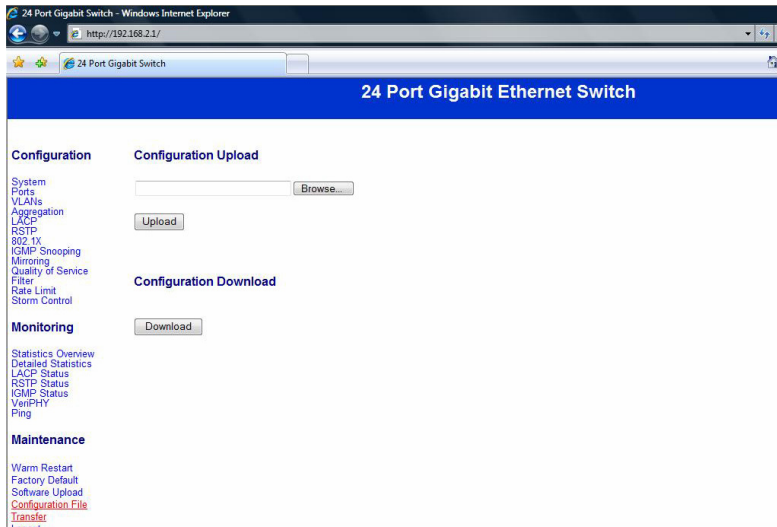 24 Port Gigabit Switch - Windows Internet Explorer
http://192.168.2.1/
24 Port Gigabit Switch
24 Port Gigabit Ethernet Switch
Configuration
System
Ports
VLANs
Aggregation
LACP
RSTP
802.1X
IGMP Snooping
Mirroring
Quality of Service
Filter
Rate Limit
Storm Control
Monitoring
Statistics Overview
Detailed Statistics
LACP Status
RSTP Status
IGMP Status
VeriPHY
Ping
Maintenance
Warm Restart
Factory Default
Software Upload
Configuration File
Transfer
Configuration Upload
Browse...
Upload
Configuration Download
Download